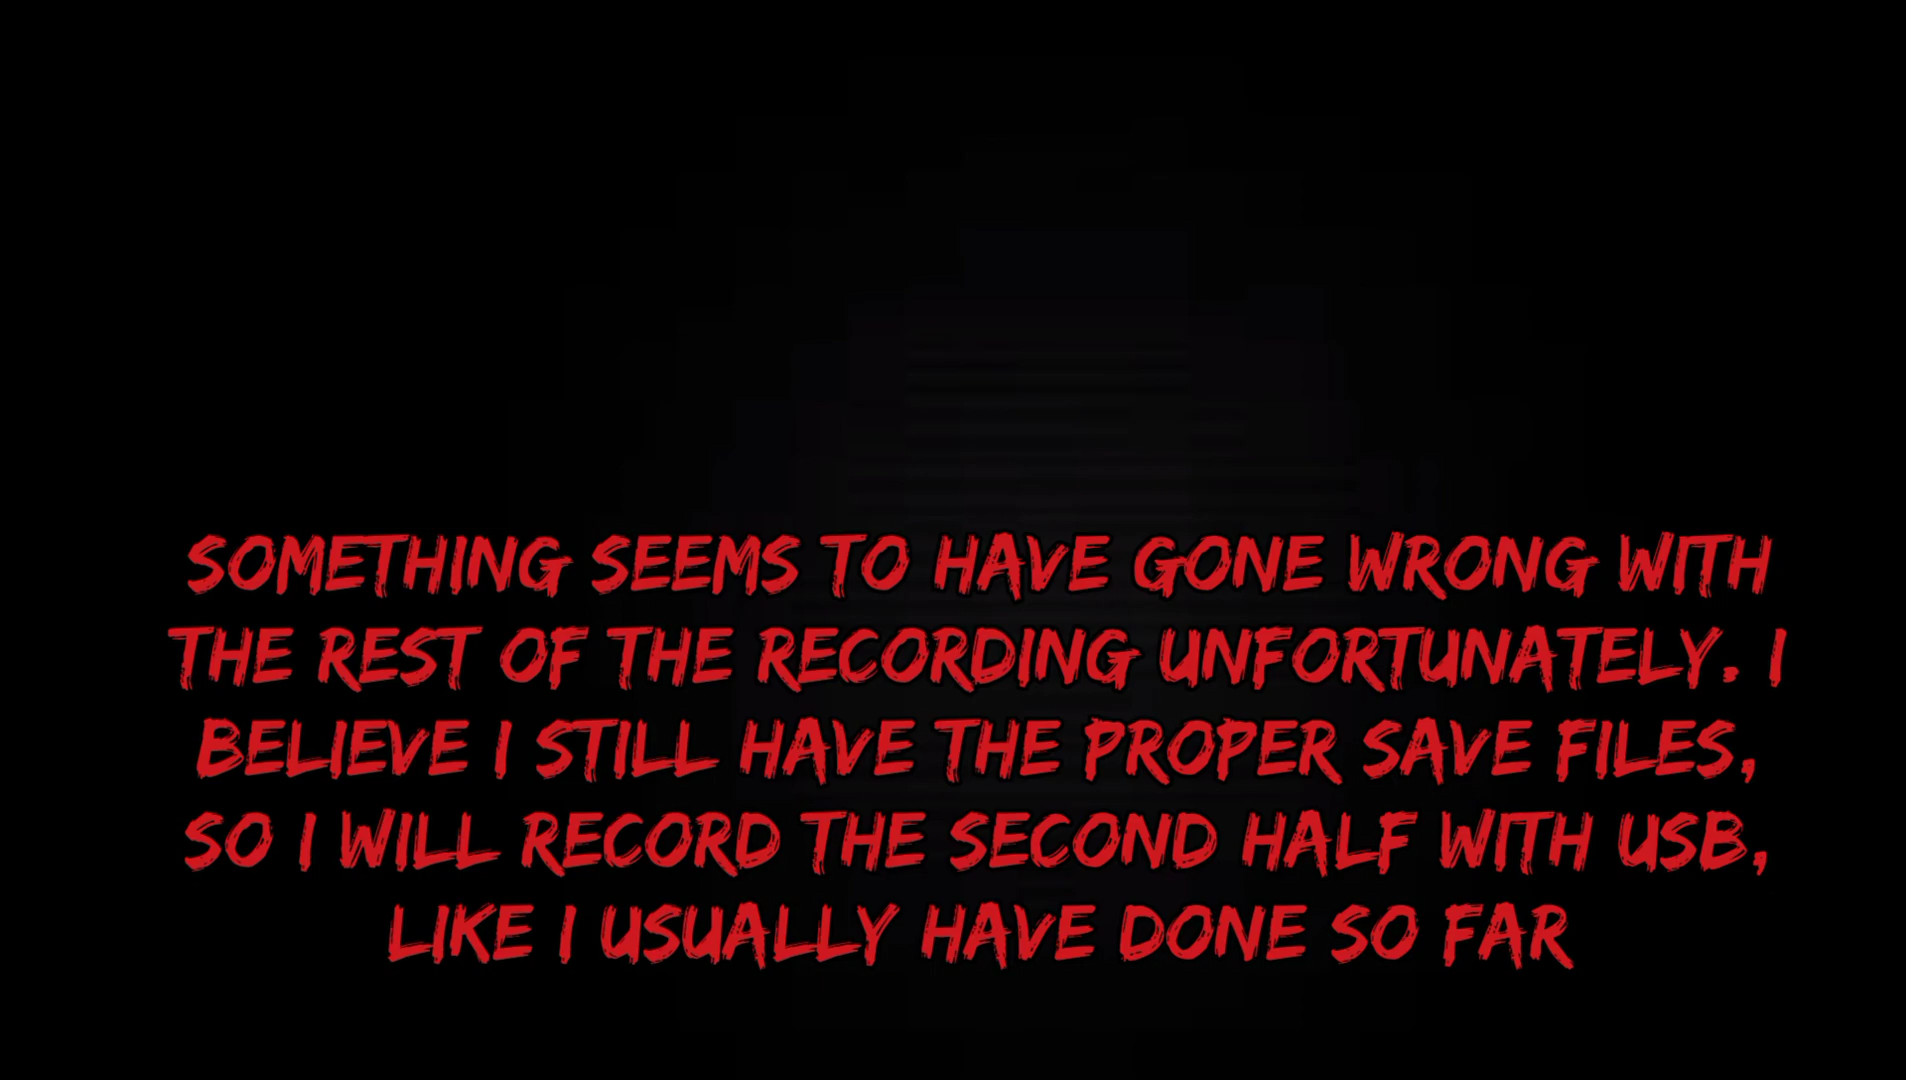 SOMETHING SEEMS TO HAVE GONE WRONG WITH
THE REST OF THE RECORDING UNFORTUNATELY. I
BELIEVE I STILL HAVE THE PROPER SAVE FILES,
SO I WILL RECORD THE SECOND HALF WITH USB,
LIKE I USUALLY HAVE DONE SO FAR